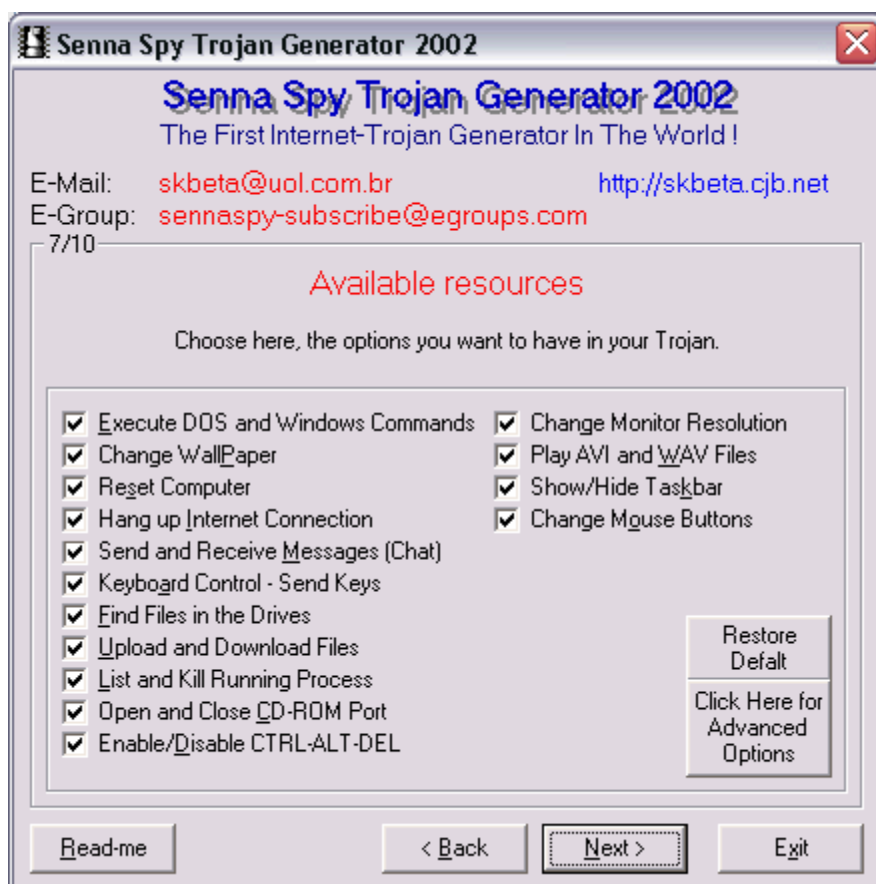 Senna Spy Trojan Generator 2002
Senna Spy Trojan Generator 2002
The First Internet-Trojan Generator In The World !
E-Mail: skbeta@uol.com.br http://skbeta.cjb.net
E-Group: sennaspy-subscribe@egroups.com
7/10
Available resources
Choose here, the options you want to have in your Trojan.
Execute DOS and Windows Commands
Change WallPaper
Reset Computer
Hang up Internet Connection
Send and Receive Messages (Chat)
Keyboard Control - Send Keys
Find Files in the Drives
Upload and Download Files
List and Kill Running Process
Open and Close CD-ROM Port
Enable/Disable CTRL-ALT-DEL
Change Monitor Resolution
Play AVI and WAV Files
Show/Hide Taskbar
Change Mouse Buttons
Restore
Defalt
Click Here for
Advanced
Options
Read-me
< Back
Next >
Exit